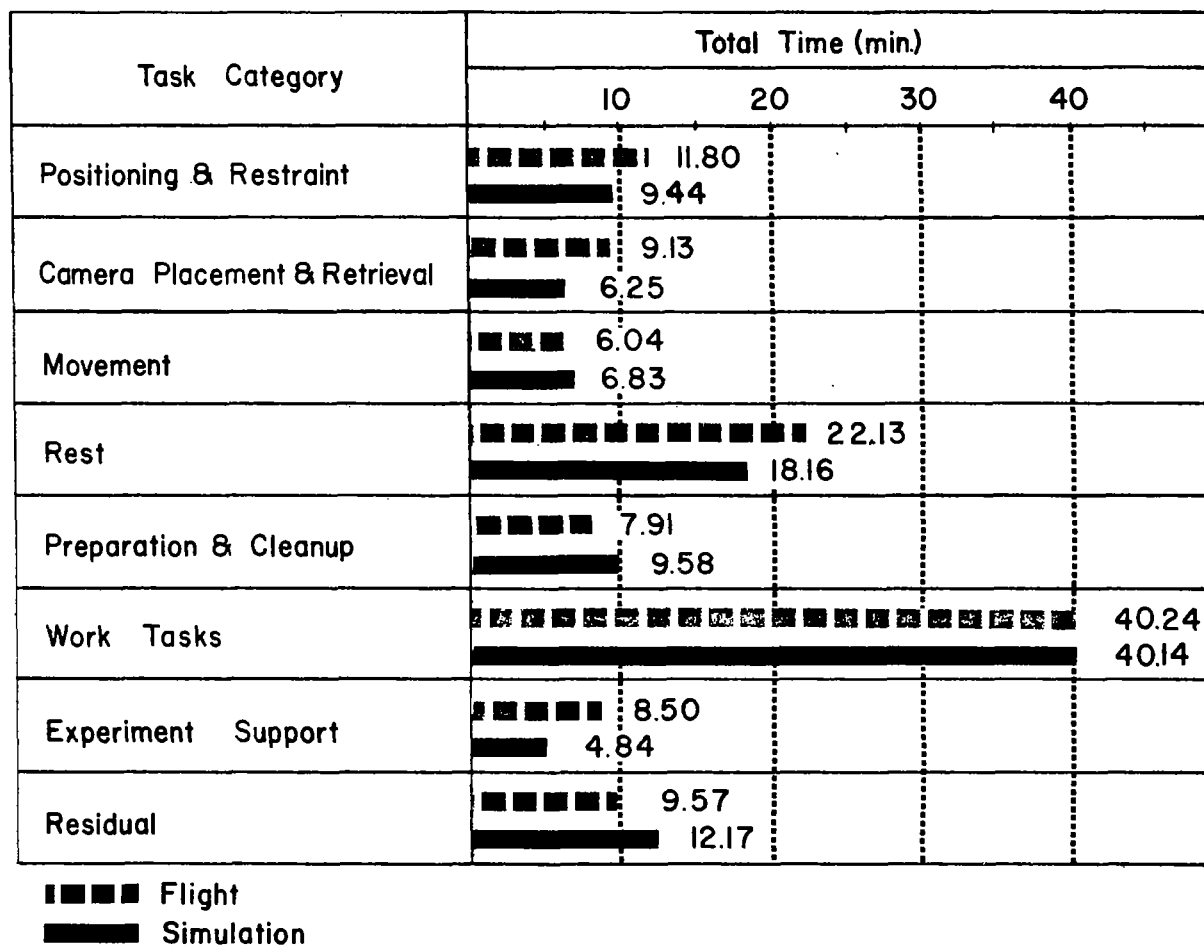 Task Category
Total Time (min.)
10 20 30 40
Positioning & Restraint
11.80
9.44
Camera Placement & Retrieval
9.13
6.25
Movement
6.04
6.83
Rest
22.13
18.16
Preparation & Cleanup
7.91
9.58
Work Tasks
40.24
40.14
Experiment Support
8.50
4.84
Residual
9.57
12.17
Flight
Simulation